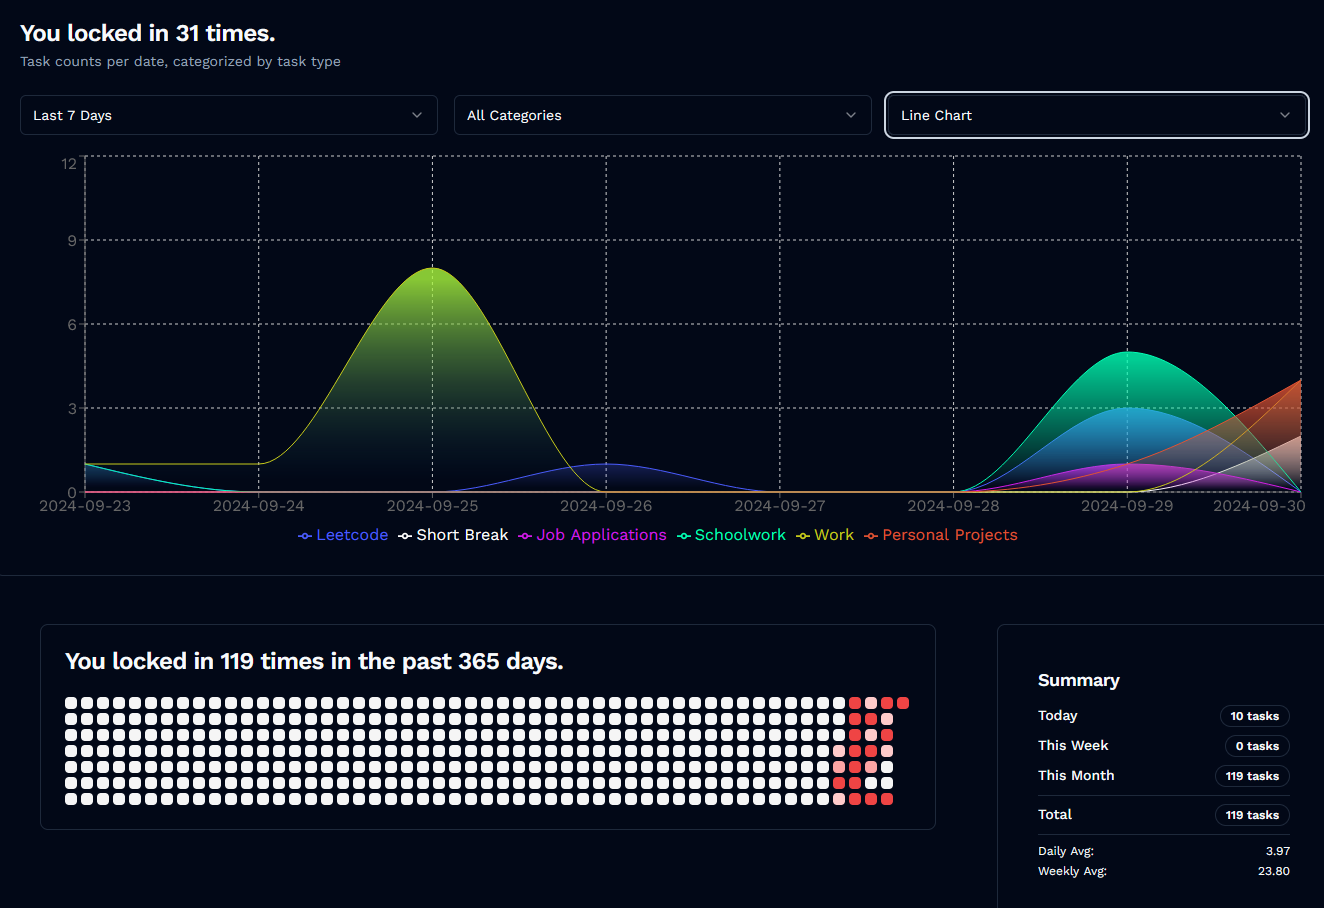 You locked in 31 times.
Task counts per date, categorized by task type
Last 7 Days All Categories Line Chart
12
9
6
3
0
2024-09-23 2024-09-24 2024-09-25 2024-09-26 2024-09-27 2024-09-28 2024-09-29 2024-09-30
Leetcode Short Break Job Applications Schoolwork Work Personal Projects
You locked in 119 times in the past 365 days.
Summary
Today 10 tasks
This Week 0 tasks
This Month 119 tasks
Total 119 tasks
Daily Avg: 3.97
Weekly Avg: 23.80